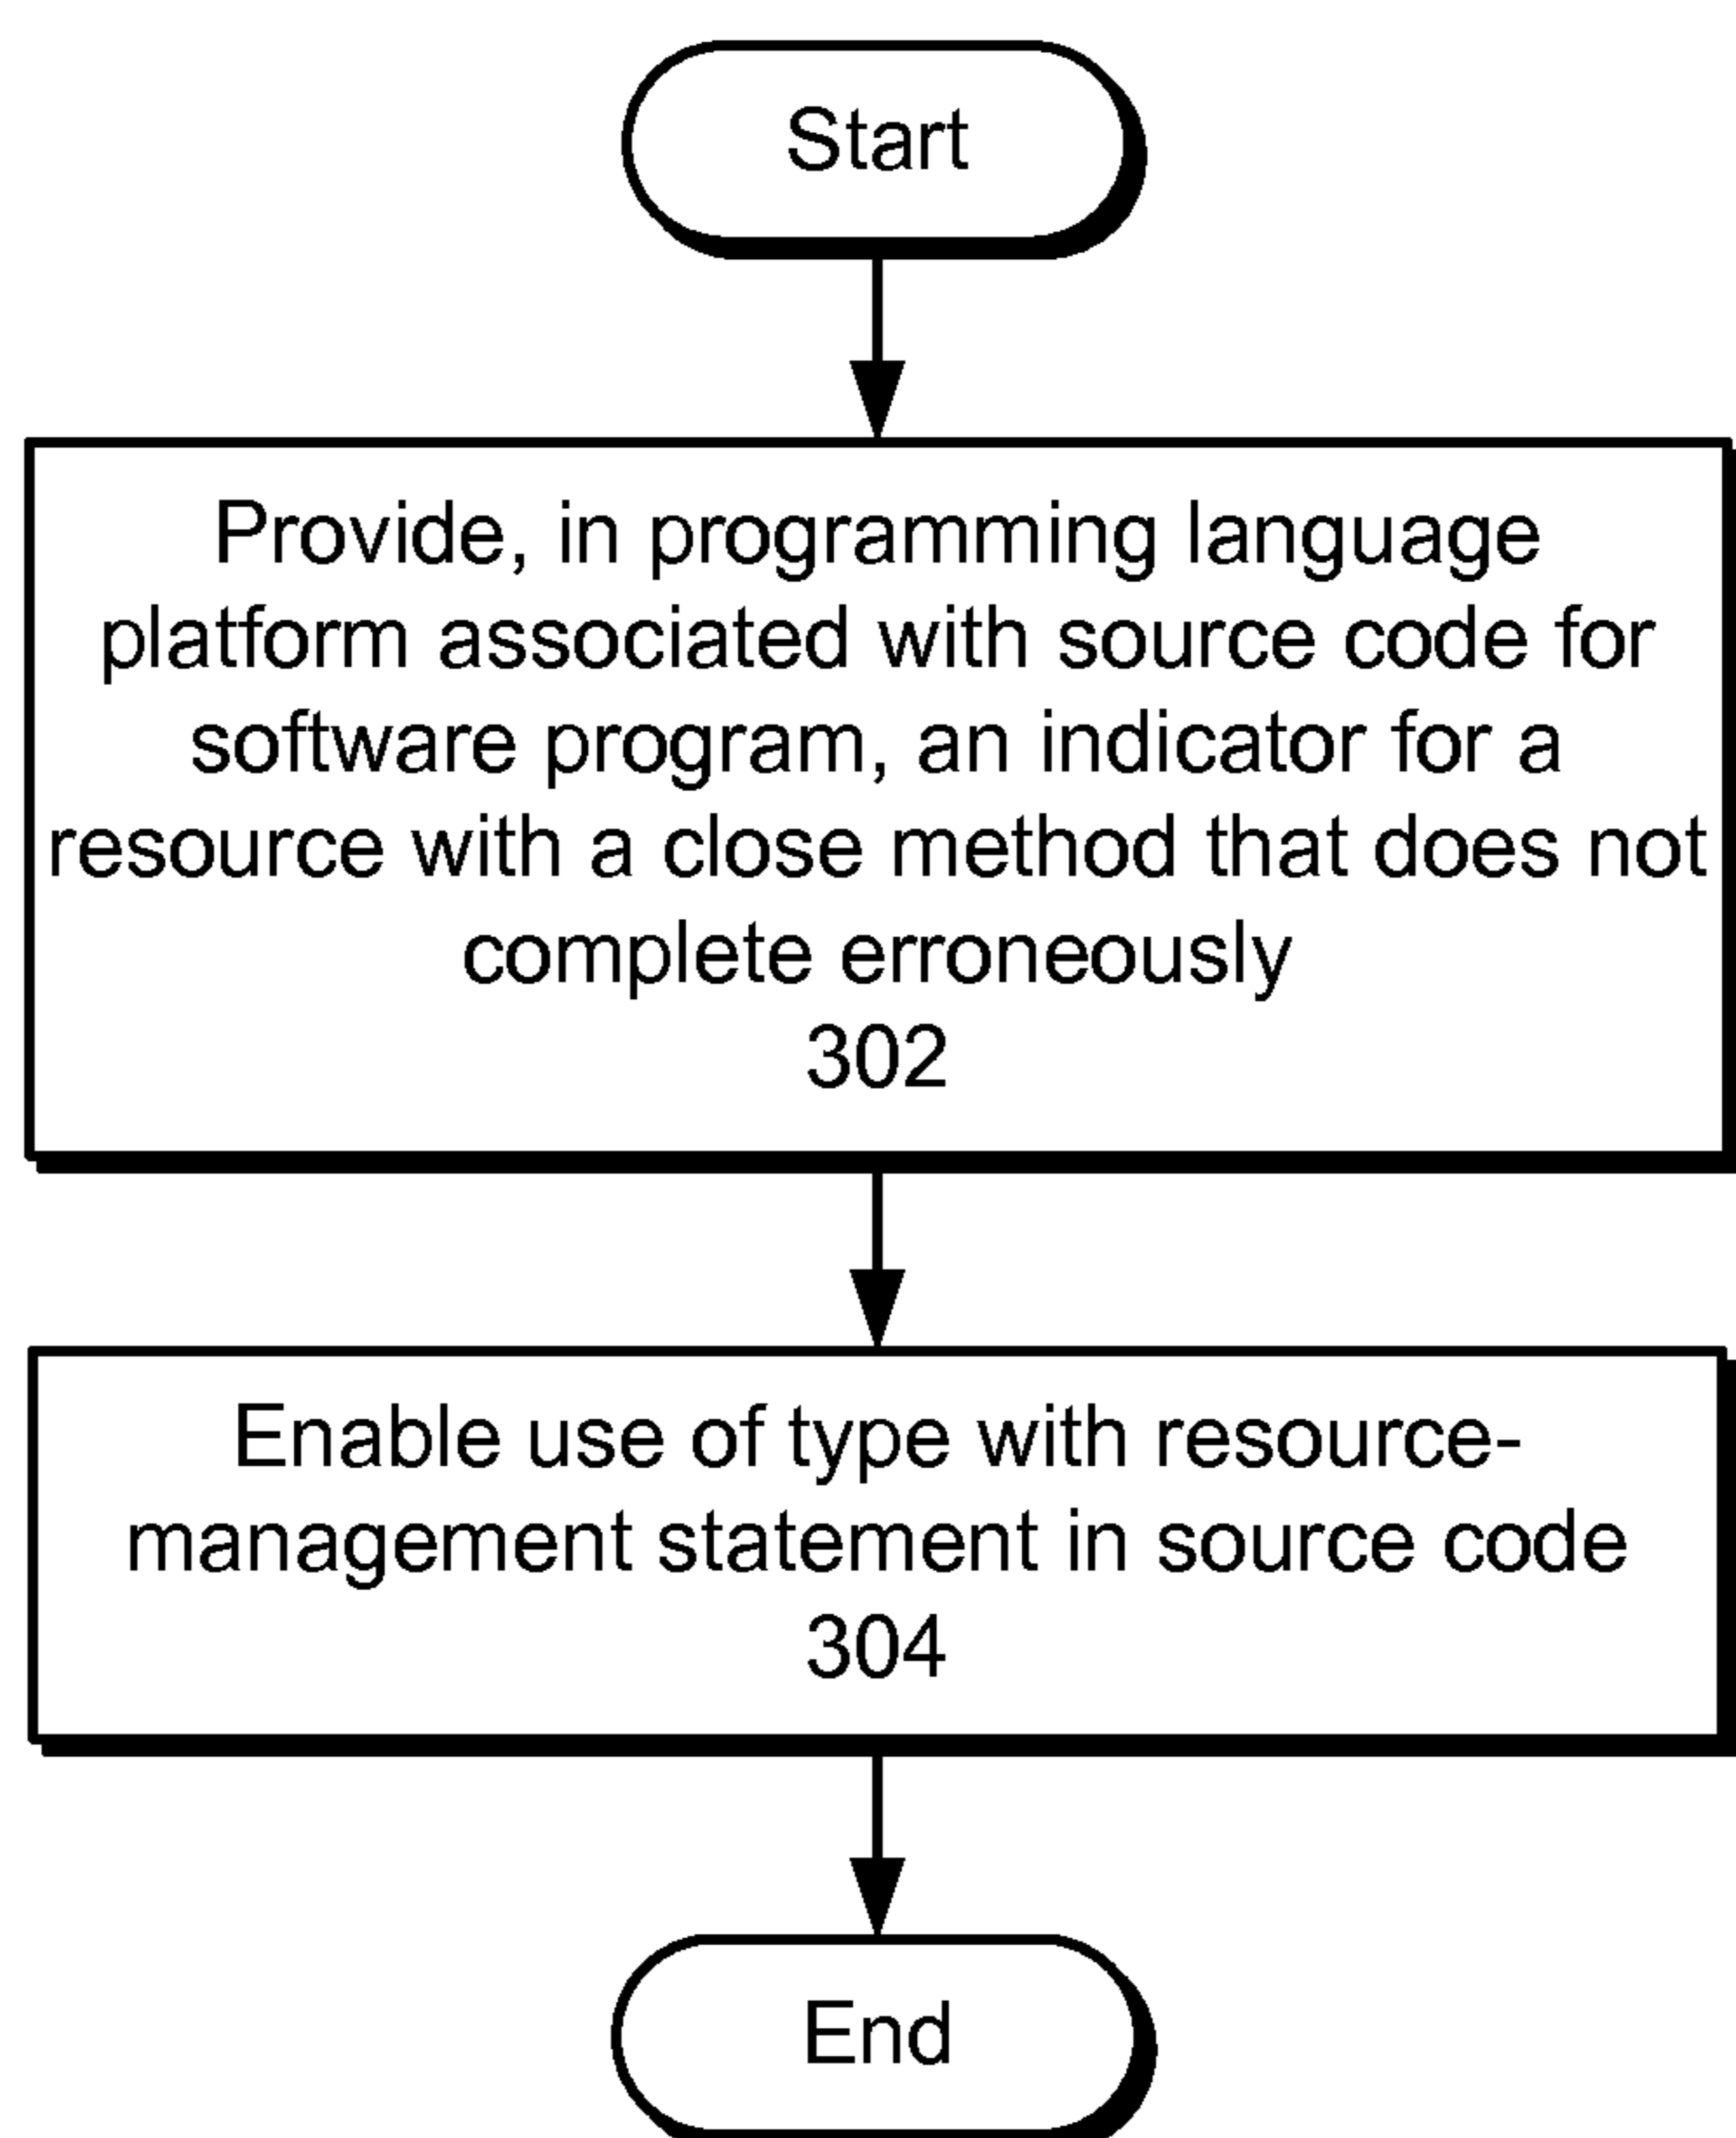 Start
Provide, in programming language
platform associated with source code for
software program, an indicator for a
resource with a close method that does not
complete erroneously
302
Enable use of type with resource-
management statement in source code
304
End